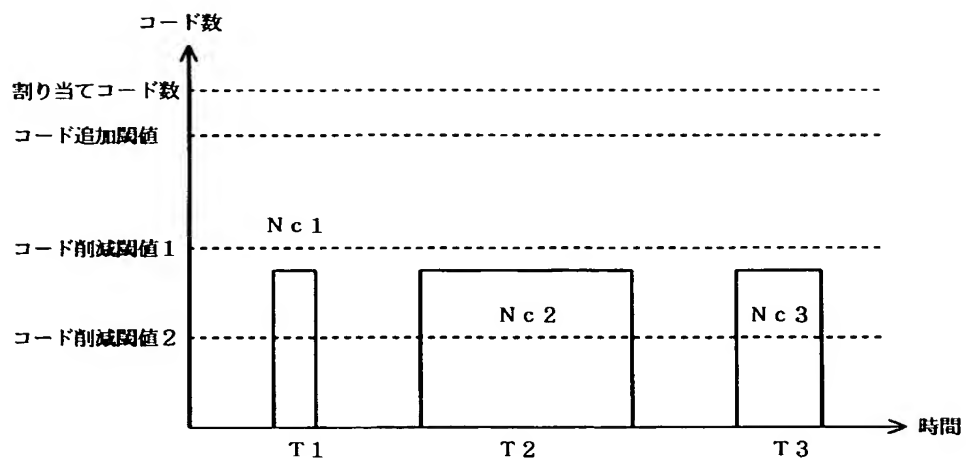 コード数
割り当てコード数
コード追加閾値
Ｎｃ１
コード削減閾値１
Ｎｃ２
Ｎｃ３
コード削減閾値２
時間
Ｔ１
Ｔ２
Ｔ３